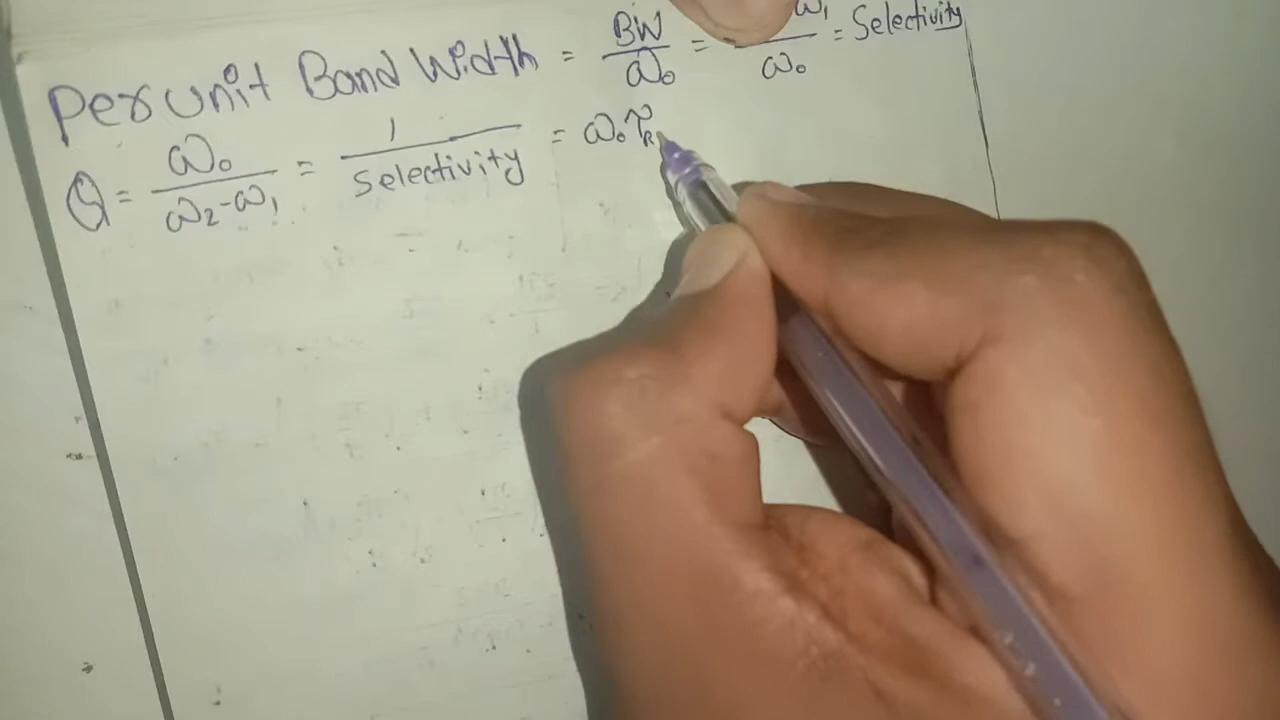 Per unit Band Width = BW/ω₀ = ω₁/ω₀ = Selectivity
Q = ω₀/(ω₂-ω₁) = 1/Selectivity = ω₀τ